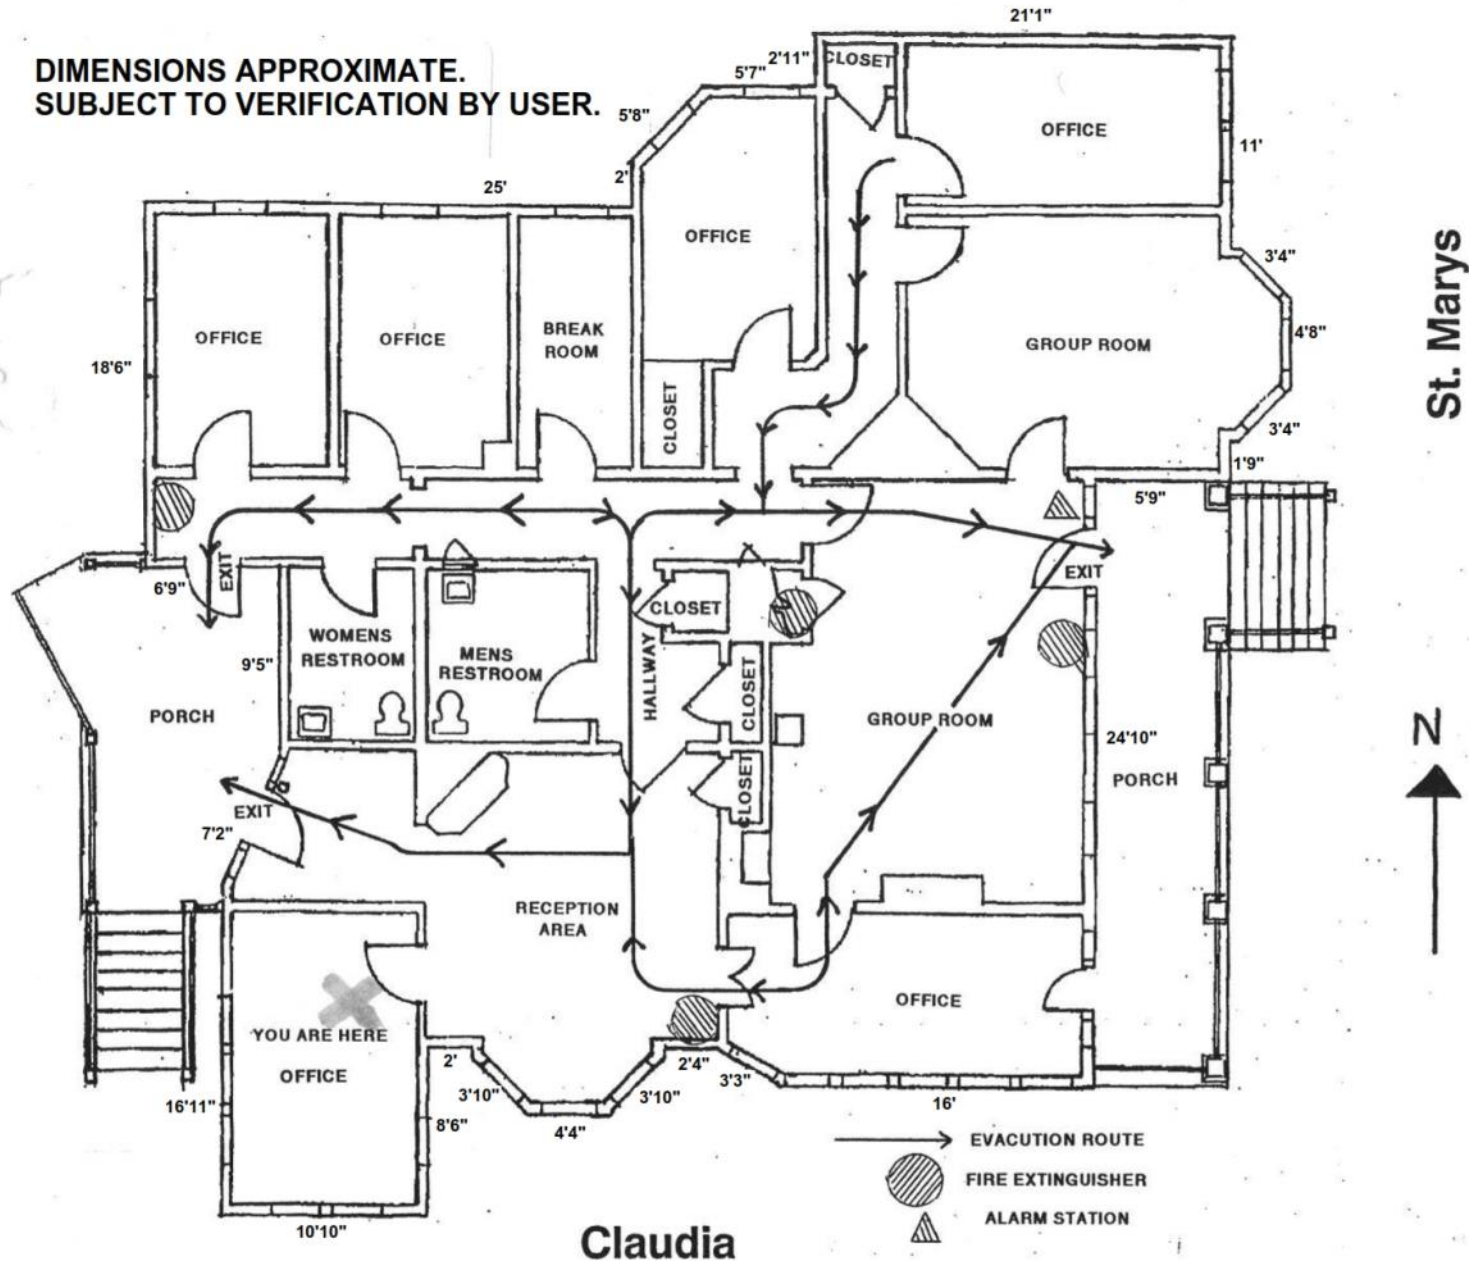 21'1"
DIMENSIONS APPROXIMATE.
SUBJECT TO VERIFICATION BY USER.
2'11"
CLOSET
5'7"
5'8"
OFFICE
11'
2'
25'
OFFICE
3'4"
St. Marys
OFFICE
OFFICE
BREAK
ROOM
GROUP ROOM
4'8"
18'6"
CLOSET
3'4"
1'9"
5'9"
EXIT
EXIT
6'9"
CLOSET
WOMENS
RESTROOM
MENS
RESTROOM
HALLWAY
9'5"
CLOSET
PORCH
GROUP ROOM
N
24'10"
PORCH
CLOSET
EXIT
7'2"
RECEPTION
AREA
OFFICE
YOU ARE HERE
OFFICE
2'
2'4"
3'3"
3'10"
3'10"
16'11"
8'6"
4'4"
16'
EVACUTION ROUTE
FIRE EXTINGUISHER
ALARM STATION
10'10"
Claudia